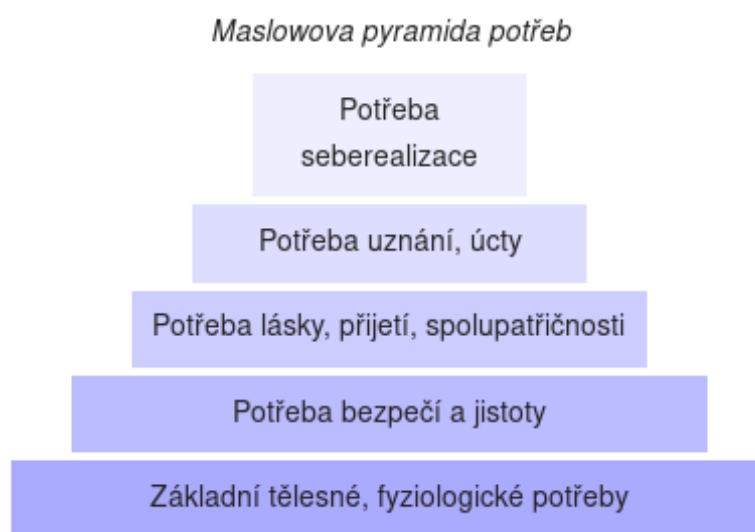 Maslowova pyramida potřeb
Potřeba
seberealizace
Potřeba uznání, úcty
Potřeba lásky, přijetí, spolupatřičnosti
Potřeba bezpečí a jistoty
Základní tělesné, fyziologické potřeby